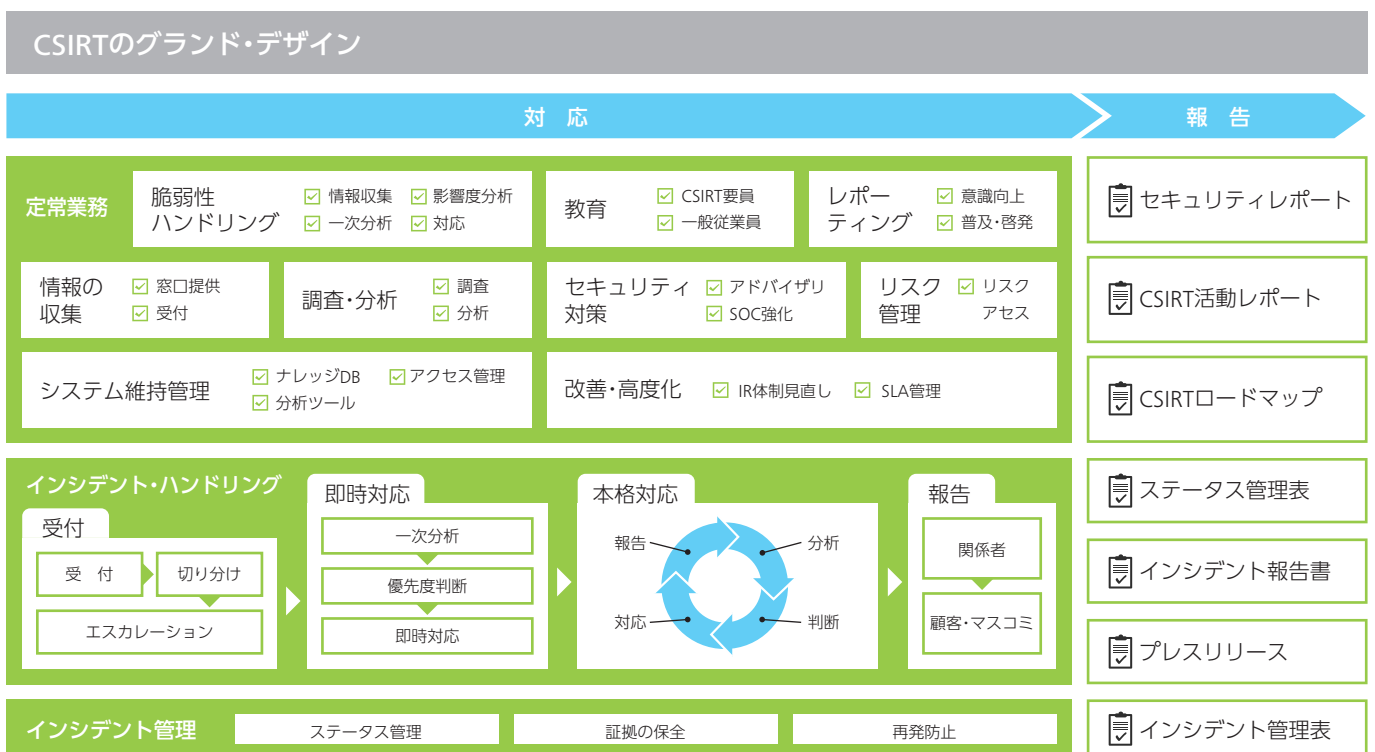 CSIRTのグランド・デザイン
対 応
報 告
定常業務
脆弱性
ハンドリング
情報収集
影響度分析
一次分析
対応
教育
CSIRT要員
一般従業員
レポー
ティング
意識向上
普及・啓発
情報の
収集
窓口提供
受付
調査・分析
調査
分析
セキュリティ
対策
アドバイザリ
SOC強化
リスク
管理
リスク
アセス
システム維持管理
ナレッジDB
アクセス管理
分析ツール
改善・高度化
IR体制見直し
SLA管理
セキュリティレポート
CSIRT活動レポート
CSIRTロードマップ
インシデント・ハンドリング
受付
受 付
切り分け
エスカレーション
即時対応
一次分析
優先度判断
即時対応
本格対応
報告
分析
対応
判断
報告
関係者
顧客・マスコミ
ステータス管理表
インシデント報告書
プレスリリース
インシデント管理
ステータス管理
証拠の保全
再発防止
インシデント管理表